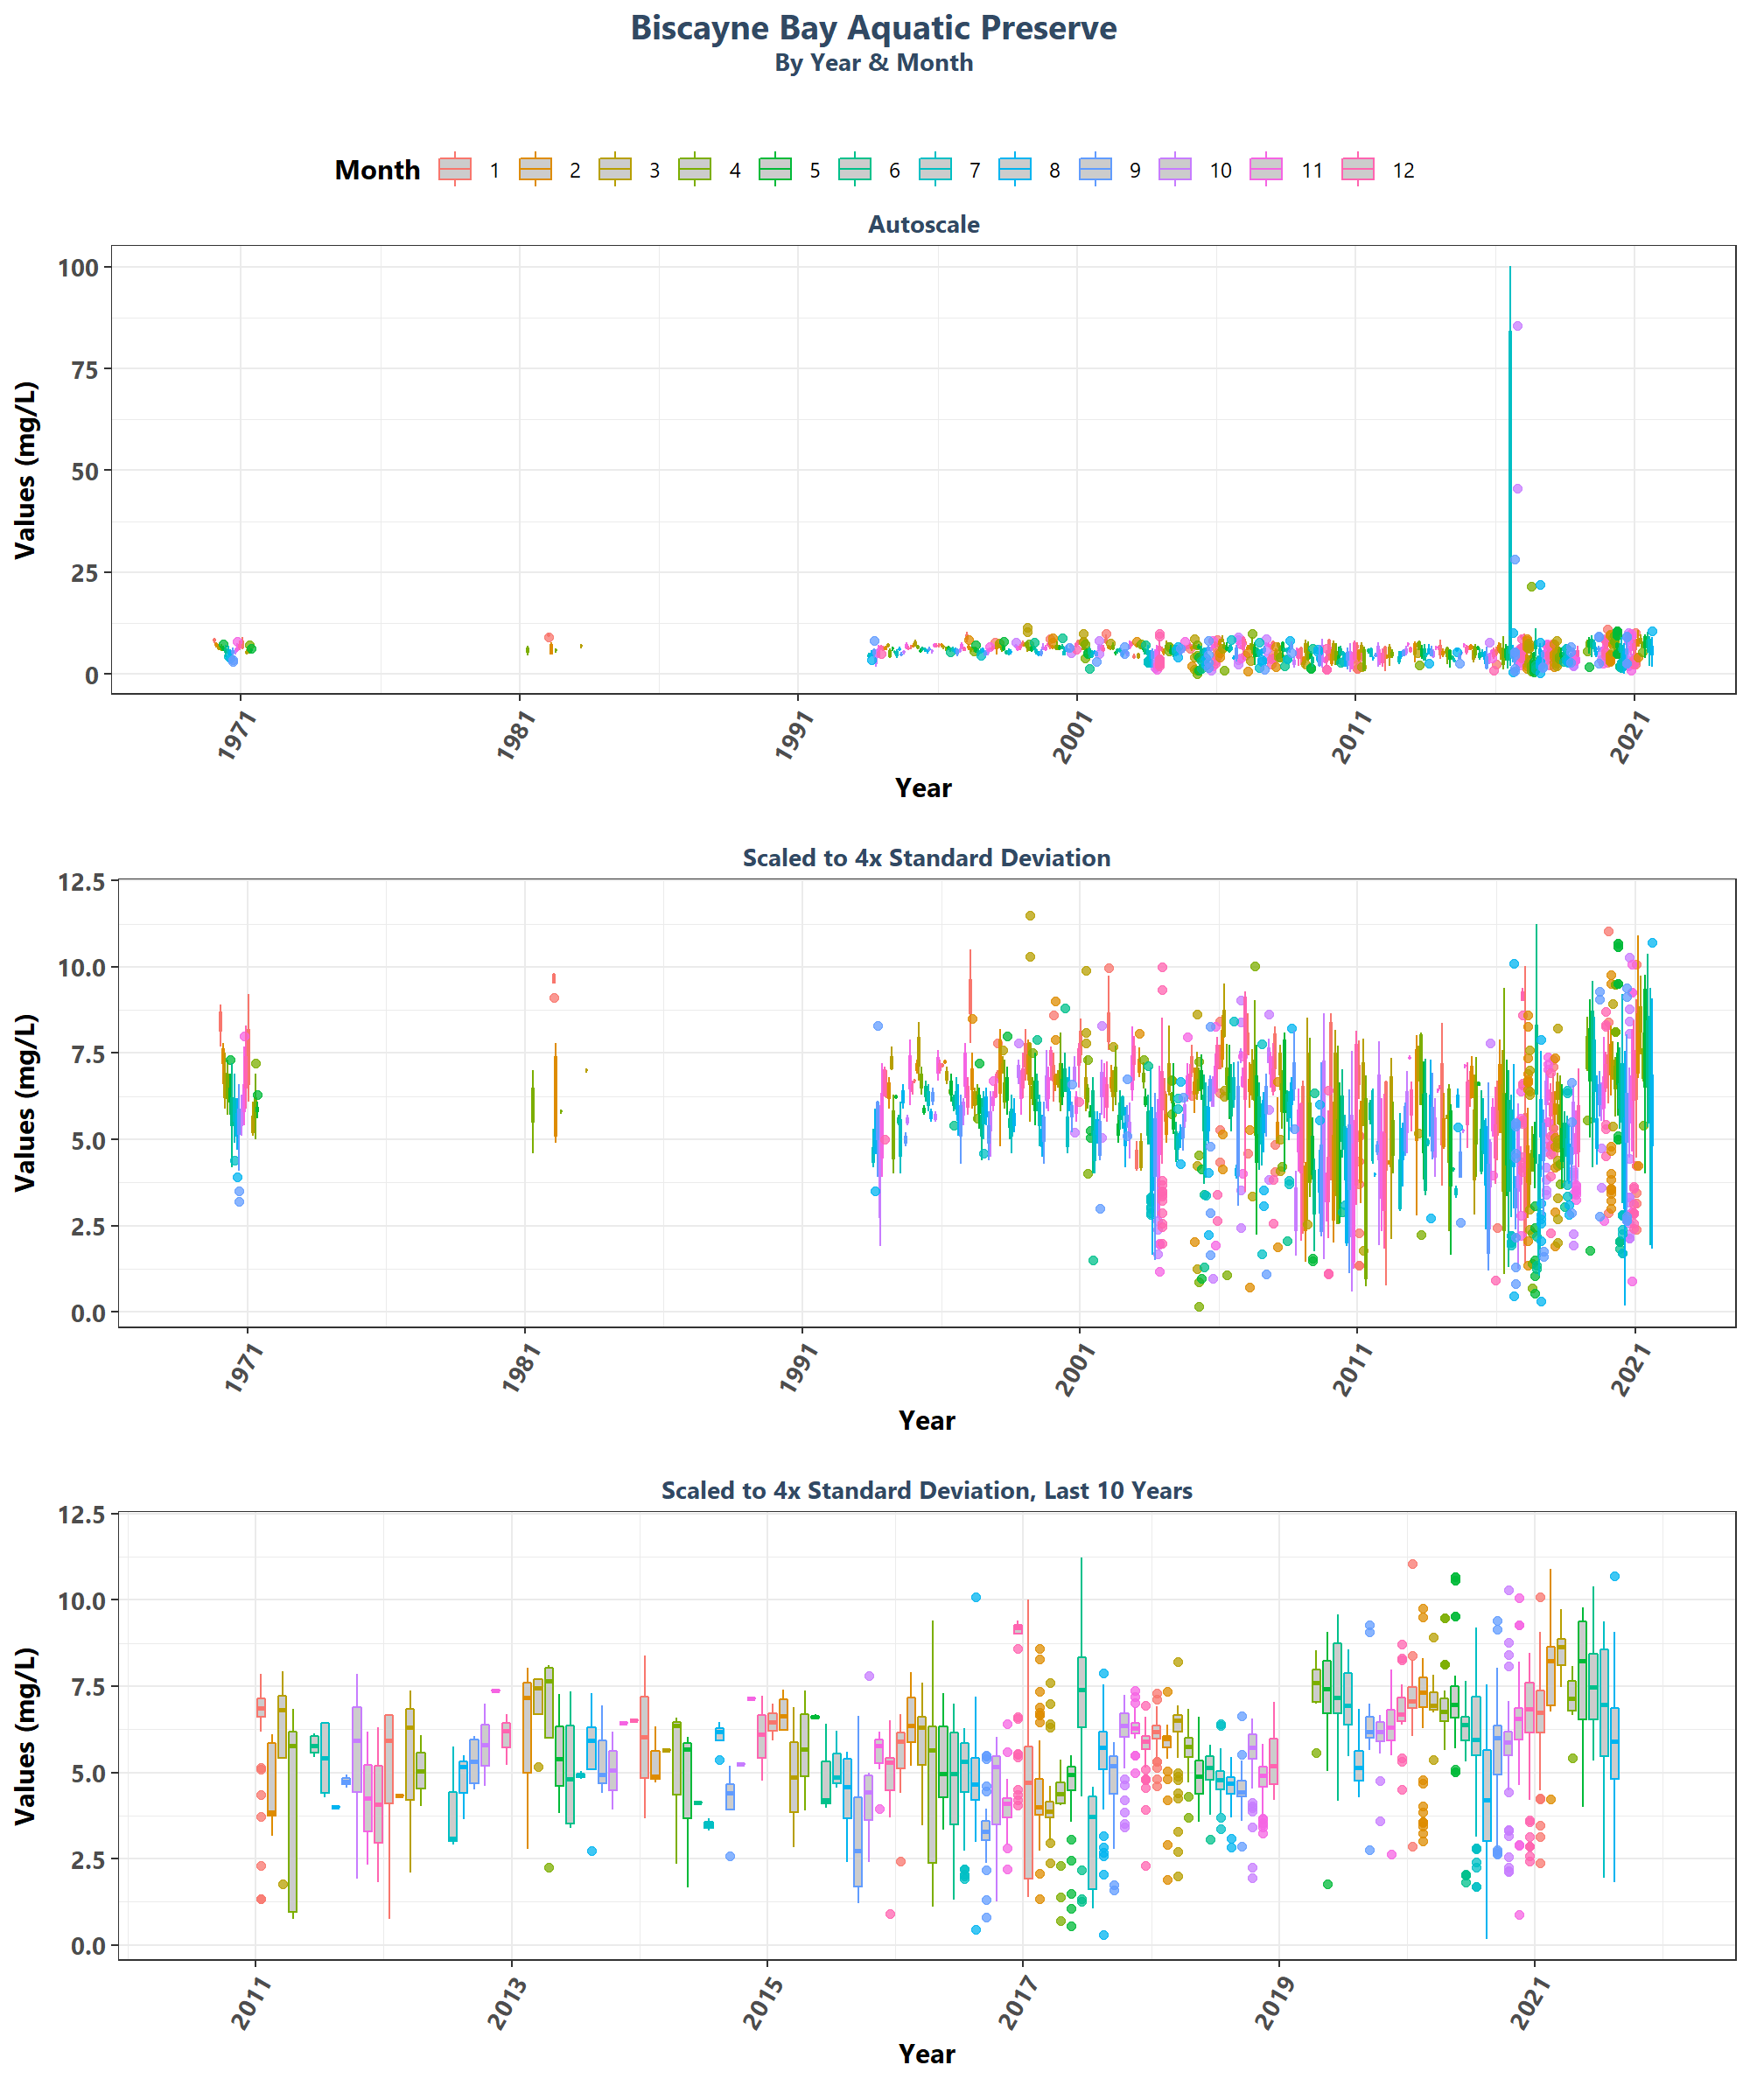 Biscayne Bay Aquatic Preserve
By Year & Month
Month 1 2 3 4 5 6 7 8 9 10 11 12
Autoscale
Values (mg/L)
100
75
50
25
0
1971 1981 1991 2001 2011 2021
Year
Scaled to 4x Standard Deviation
Values (mg/L)
12.5
10.0
7.5
5.0
2.5
0.0
1971 1981 1991 2001 2011 2021
Year
Scaled to 4x Standard Deviation, Last 10 Years
Values (mg/L)
12.5
10.0
7.5
5.0
2.5
0.0
2011 2013 2015 2017 2019 2021
Year